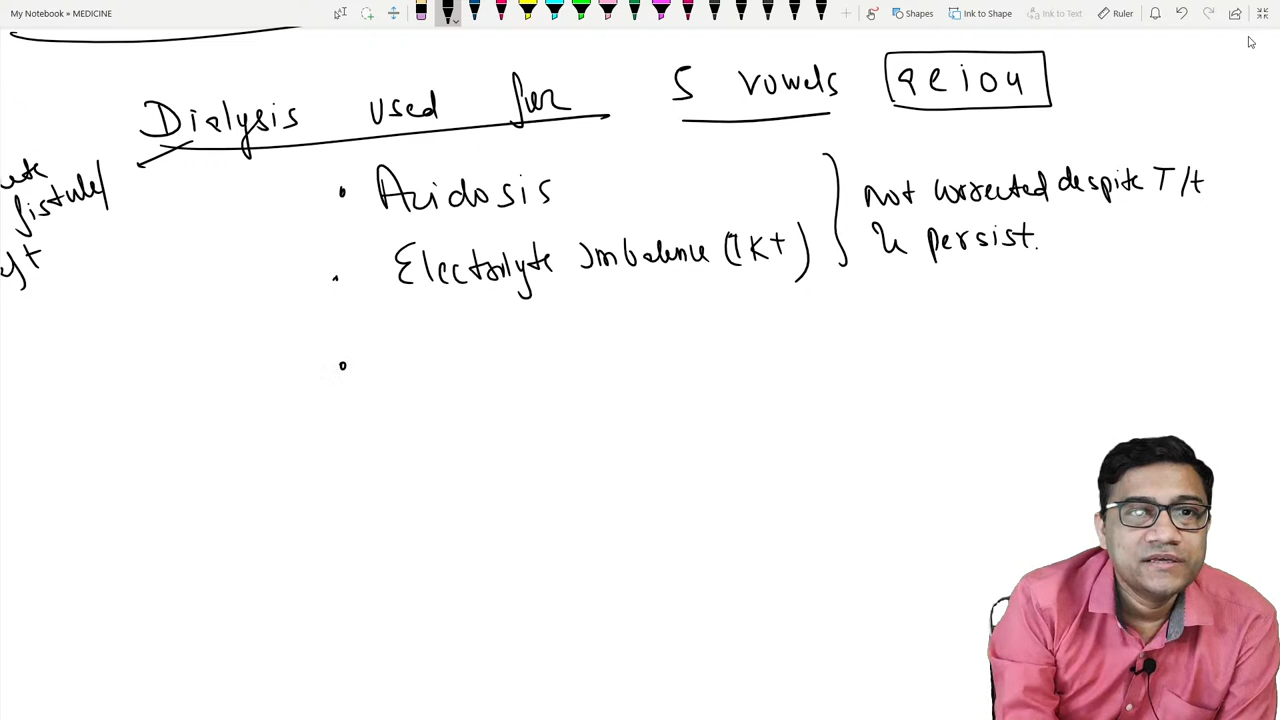 My Notebook » MEDICINE
Shapes
Ink to Shape
Ink to Text
Ruler
Dialysis used for 5 vowels aeiou
fistula/
• Acidosis
not corrected despite T/t
• Electrolyte Imbalance (↑K+)
& persist.
•